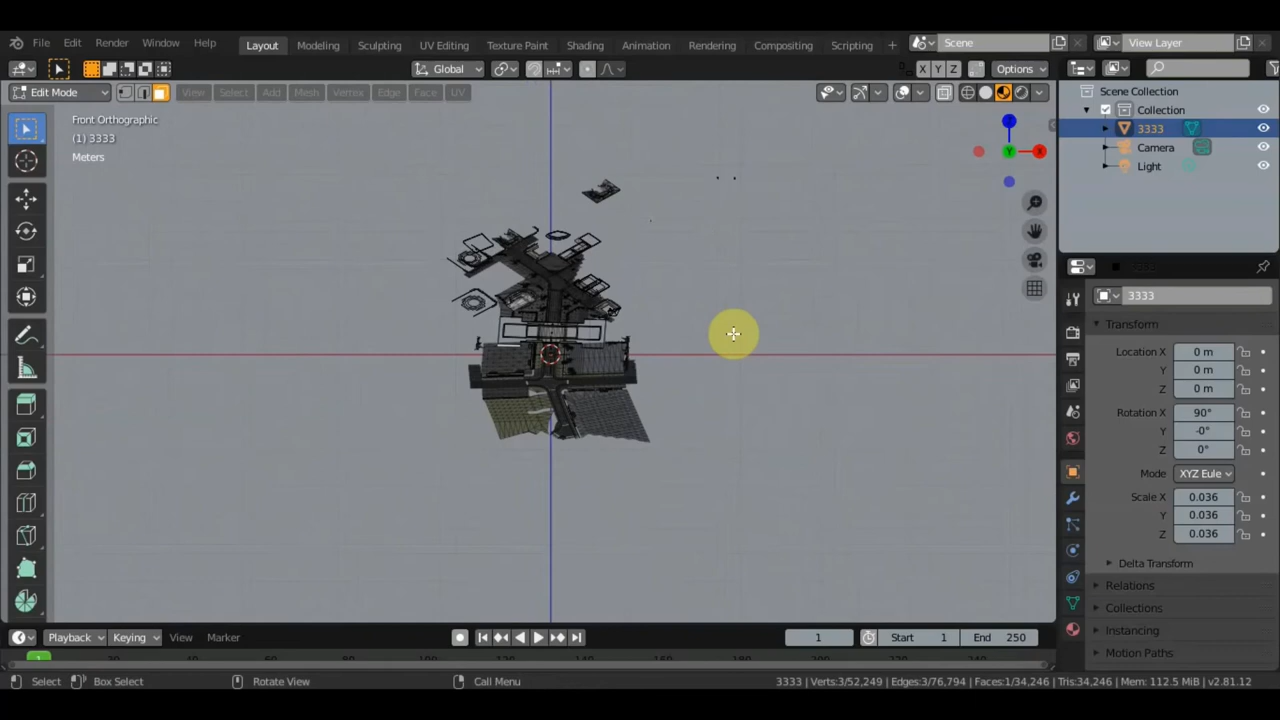 File Edit Render Window Help Layout Modeling Sculpting UV Editing Texture Paint Shading Animation Rendering Compositing Scripting + Scene View Layer
Global X Y Z Options
Edit Mode View Select Add Mesh Vertex Edge Face UV
Scene Collection
Collection
3333
Camera
Light
Front Orthographic
(1) 3333
Meters
Z
Y
X
3333
Transform
Location X 0 m
Y 0 m
Z 0 m
Rotation X 90°
Y -0°
Z 0°
Mode XYZ Eule
Scale X 0.036
Y 0.036
Z 0.036
Delta Transform
Relations
Collections
Instancing
Motion Paths
Playback Keying View Marker 1 Start 1 End 250
1
Select Box Select Rotate View Call Menu 3333 | Verts:3/52,249 | Edges:3/76,794 | Faces:1/34,246 | Tris:34,246 | Mem: 112.5 MiB | v2.81.12